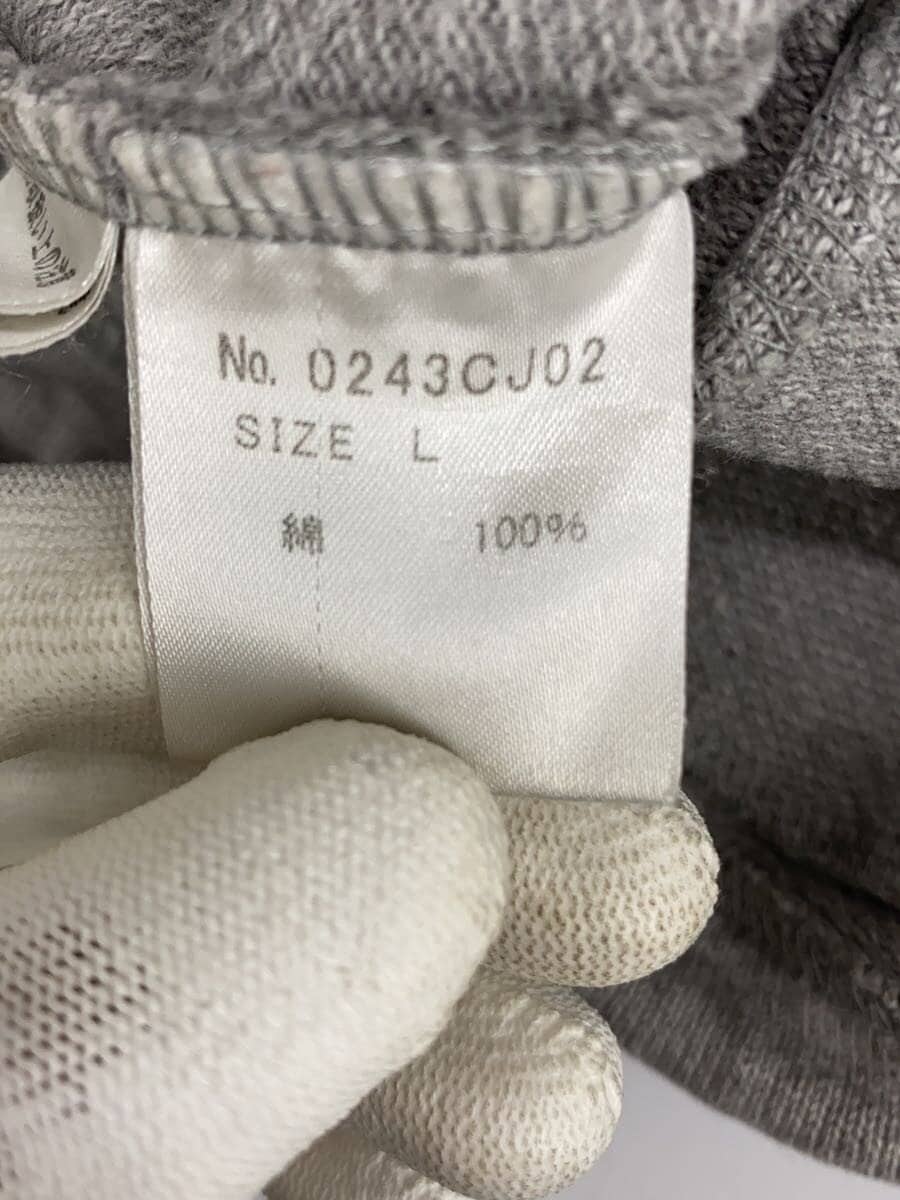 No. 0243CJ02
SIZE L
綿 100%